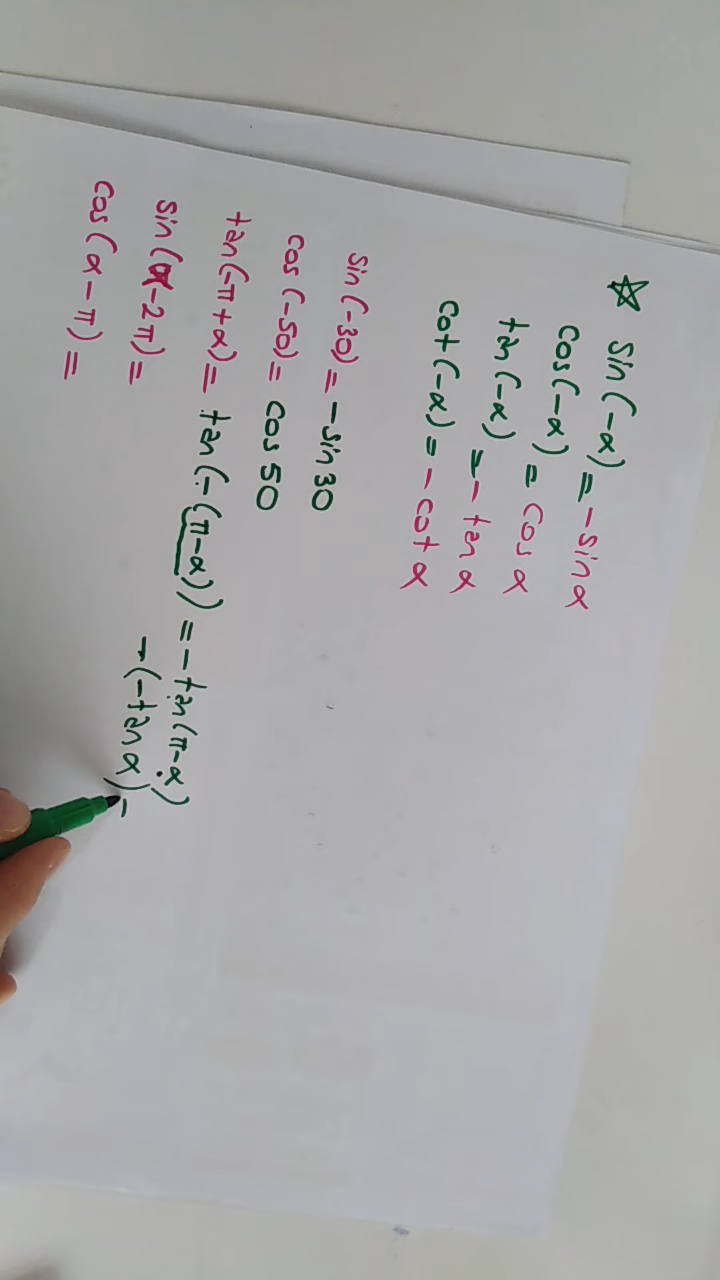 ☆ Sin(-α) = -sinα
Cos(-α) = Cosα
tan(-α) = -tanα
Cot(-α) = -cotα
Sin(-30) = -sin30
Cos(-50) = Cos50
tan(-π+α) = tan(-(π-α)) = -tan(π-α)
-(-tanα) -
Sin(α-2π) =
Cos(α-π) =